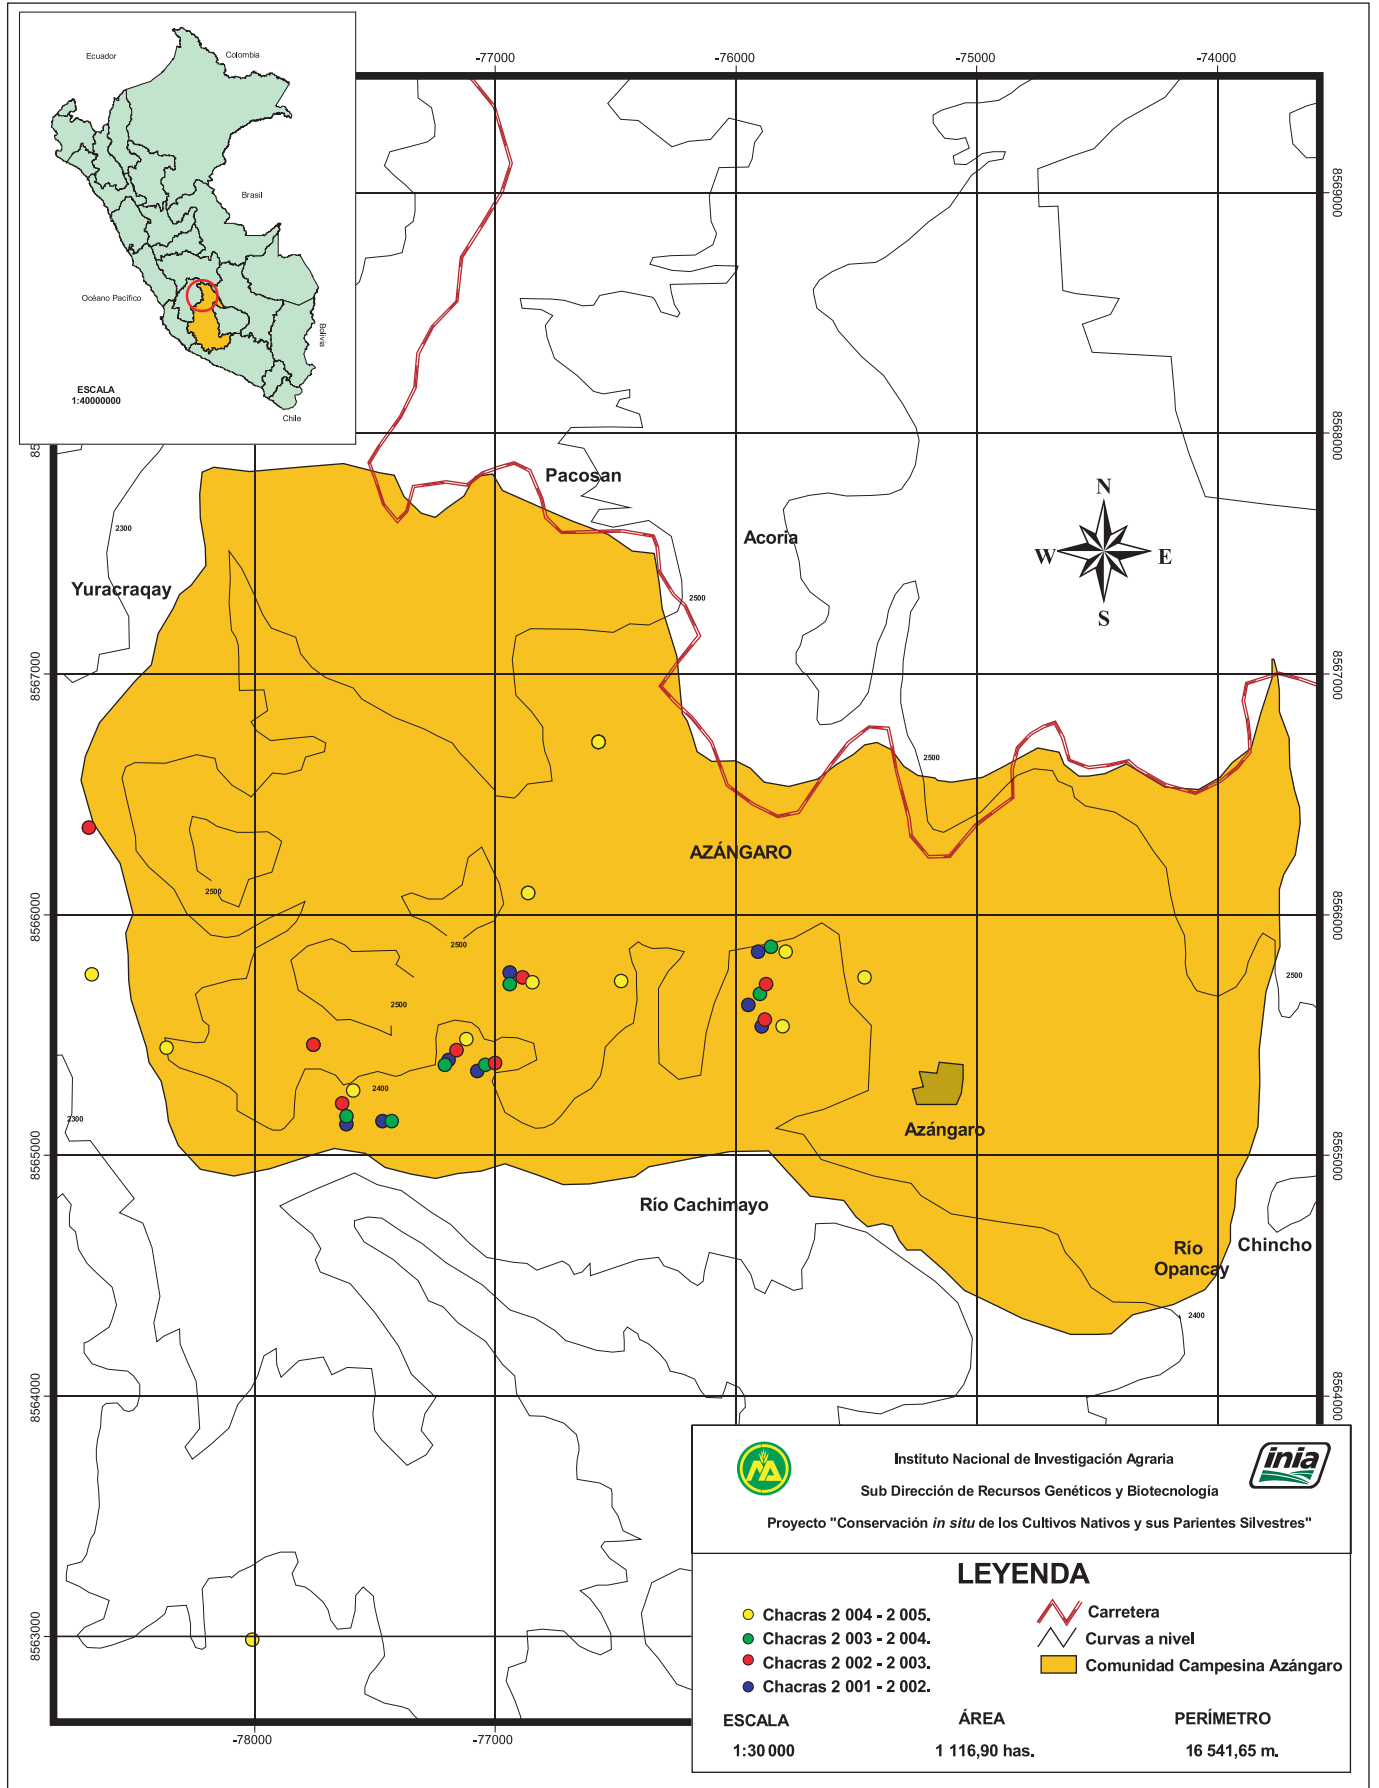 Ecuador
Colombia
Brasil
Océano Pacífico
Bolivia
ESCALA
1:40000000
Chile
-77000
-76000
-75000
-74000
8569000
8568000
85
Pacosan
2300
Acoria
N
W
E
S
Yuracraqay
2500
8567000
8567000
2500
AZÁNGARO
2500
8566000
8566000
2500
2500
2500
2400
2300
Azángaro
8565000
8565000
Río Cachimayo
Río
Opancay
Chincho
2400
8564000
8564000
8563000
-78000
-77000
Instituto Nacional de Investigación Agraria
inia
Sub Dirección de Recursos Genéticos y Biotecnología
Proyecto "Conservación in situ de los Cultivos Nativos y sus Parientes Silvestres"
LEYENDA
Chacras 2 004 - 2 005.
Chacras 2 003 - 2 004.
Chacras 2 002 - 2 003.
Chacras 2 001 - 2 002.
Carretera
Curvas a nivel
Comunidad Campesina Azángaro
ESCALA
ÁREA
PERÍMETRO
1:30 000
1 116,90 has.
16 541,65 m.